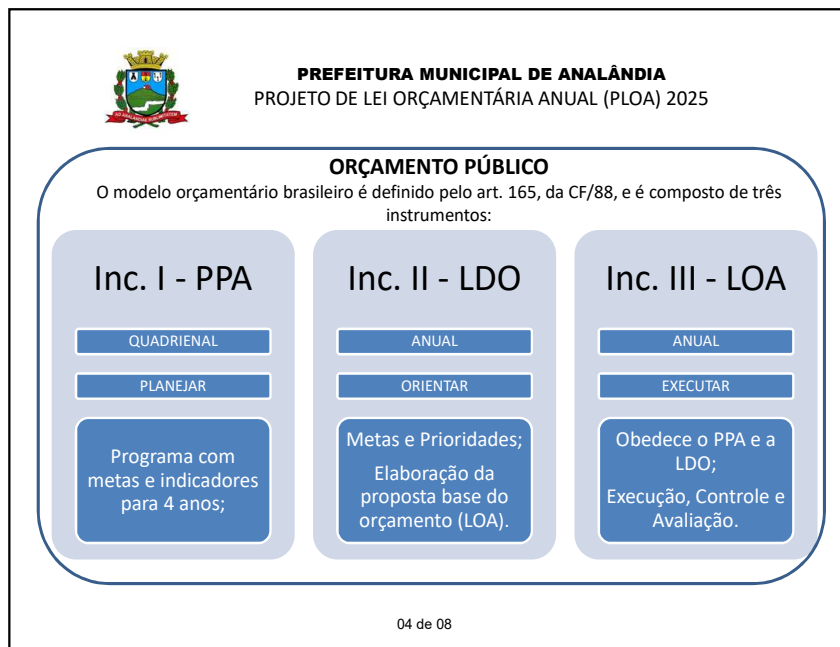 PREFEITURA MUNICIPAL DE ANALÂNDIA
PROJETO DE LEI ORÇAMENTÁRIA ANUAL (PLOA) 2025
ORÇAMENTO PÚBLICO
O modelo orçamentário brasileiro é definido pelo art. 165, da CF/88, e é composto de três
instrumentos:
Inc. I - PPA
QUADRIENAL
PLANEJAR
Programa com
metas e indicadores
para 4 anos;
Inc. II - LDO
ANUAL
ORIENTAR
Metas e Prioridades;
Elaboração da
proposta base do
orçamento (LOA).
Inc. III - LOA
ANUAL
EXECUTAR
Obedece o PPA e a
LDO;
Execução, Controle e
Avaliação.
04 de 08